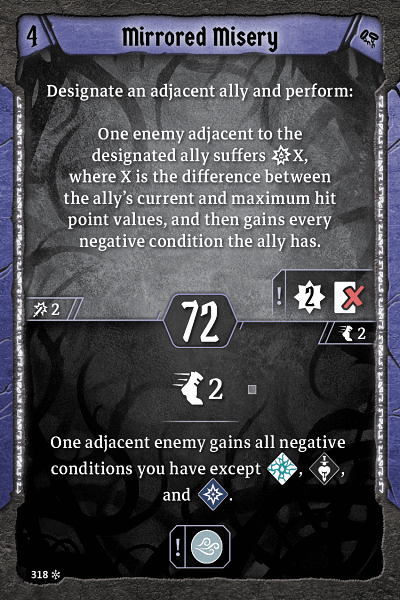 4
Mirrored Misery
Designate an adjacent ally and perform:
One enemy adjacent to the
designated ally suffers X,
where X is the difference between
the ally's current and maximum hit
point values, and then gains every
negative condition the ally has.
! 2
2
72
2
2
One adjacent enemy gains all negative
conditions you have except , ,
and .
!
318